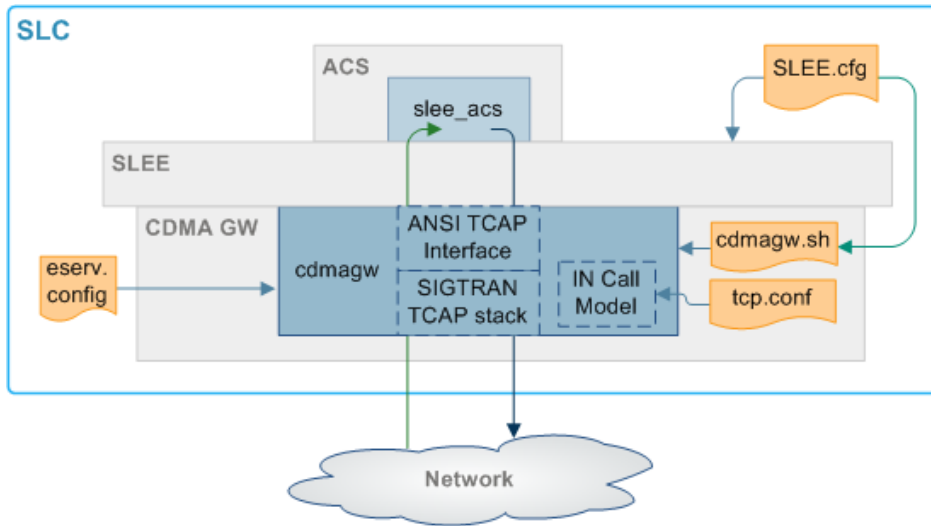 SLC
ACS
slee_acs
SLEE.cfg
SLEE
CDMA GW
eserv.
config
cdmagw
ANSI TCAP
Interface
SIGTRAN
TCAP stack
IN Call
Model
cdmagw.sh
tcp.conf
Network